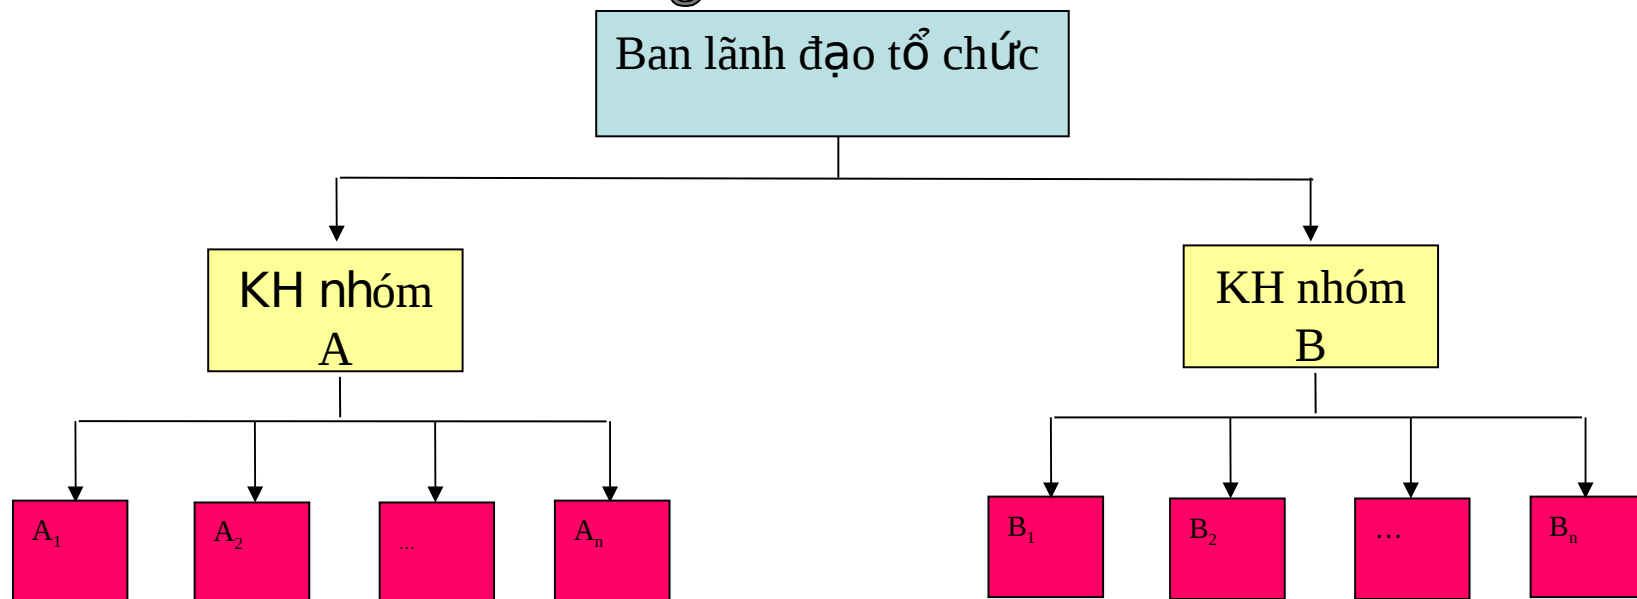 Ban lãnh đạo tổ chức
KH nhóm
A
KH nhóm
B
A₁
A₂
...
Aₙ
B₁
B₂
...
Bₙ